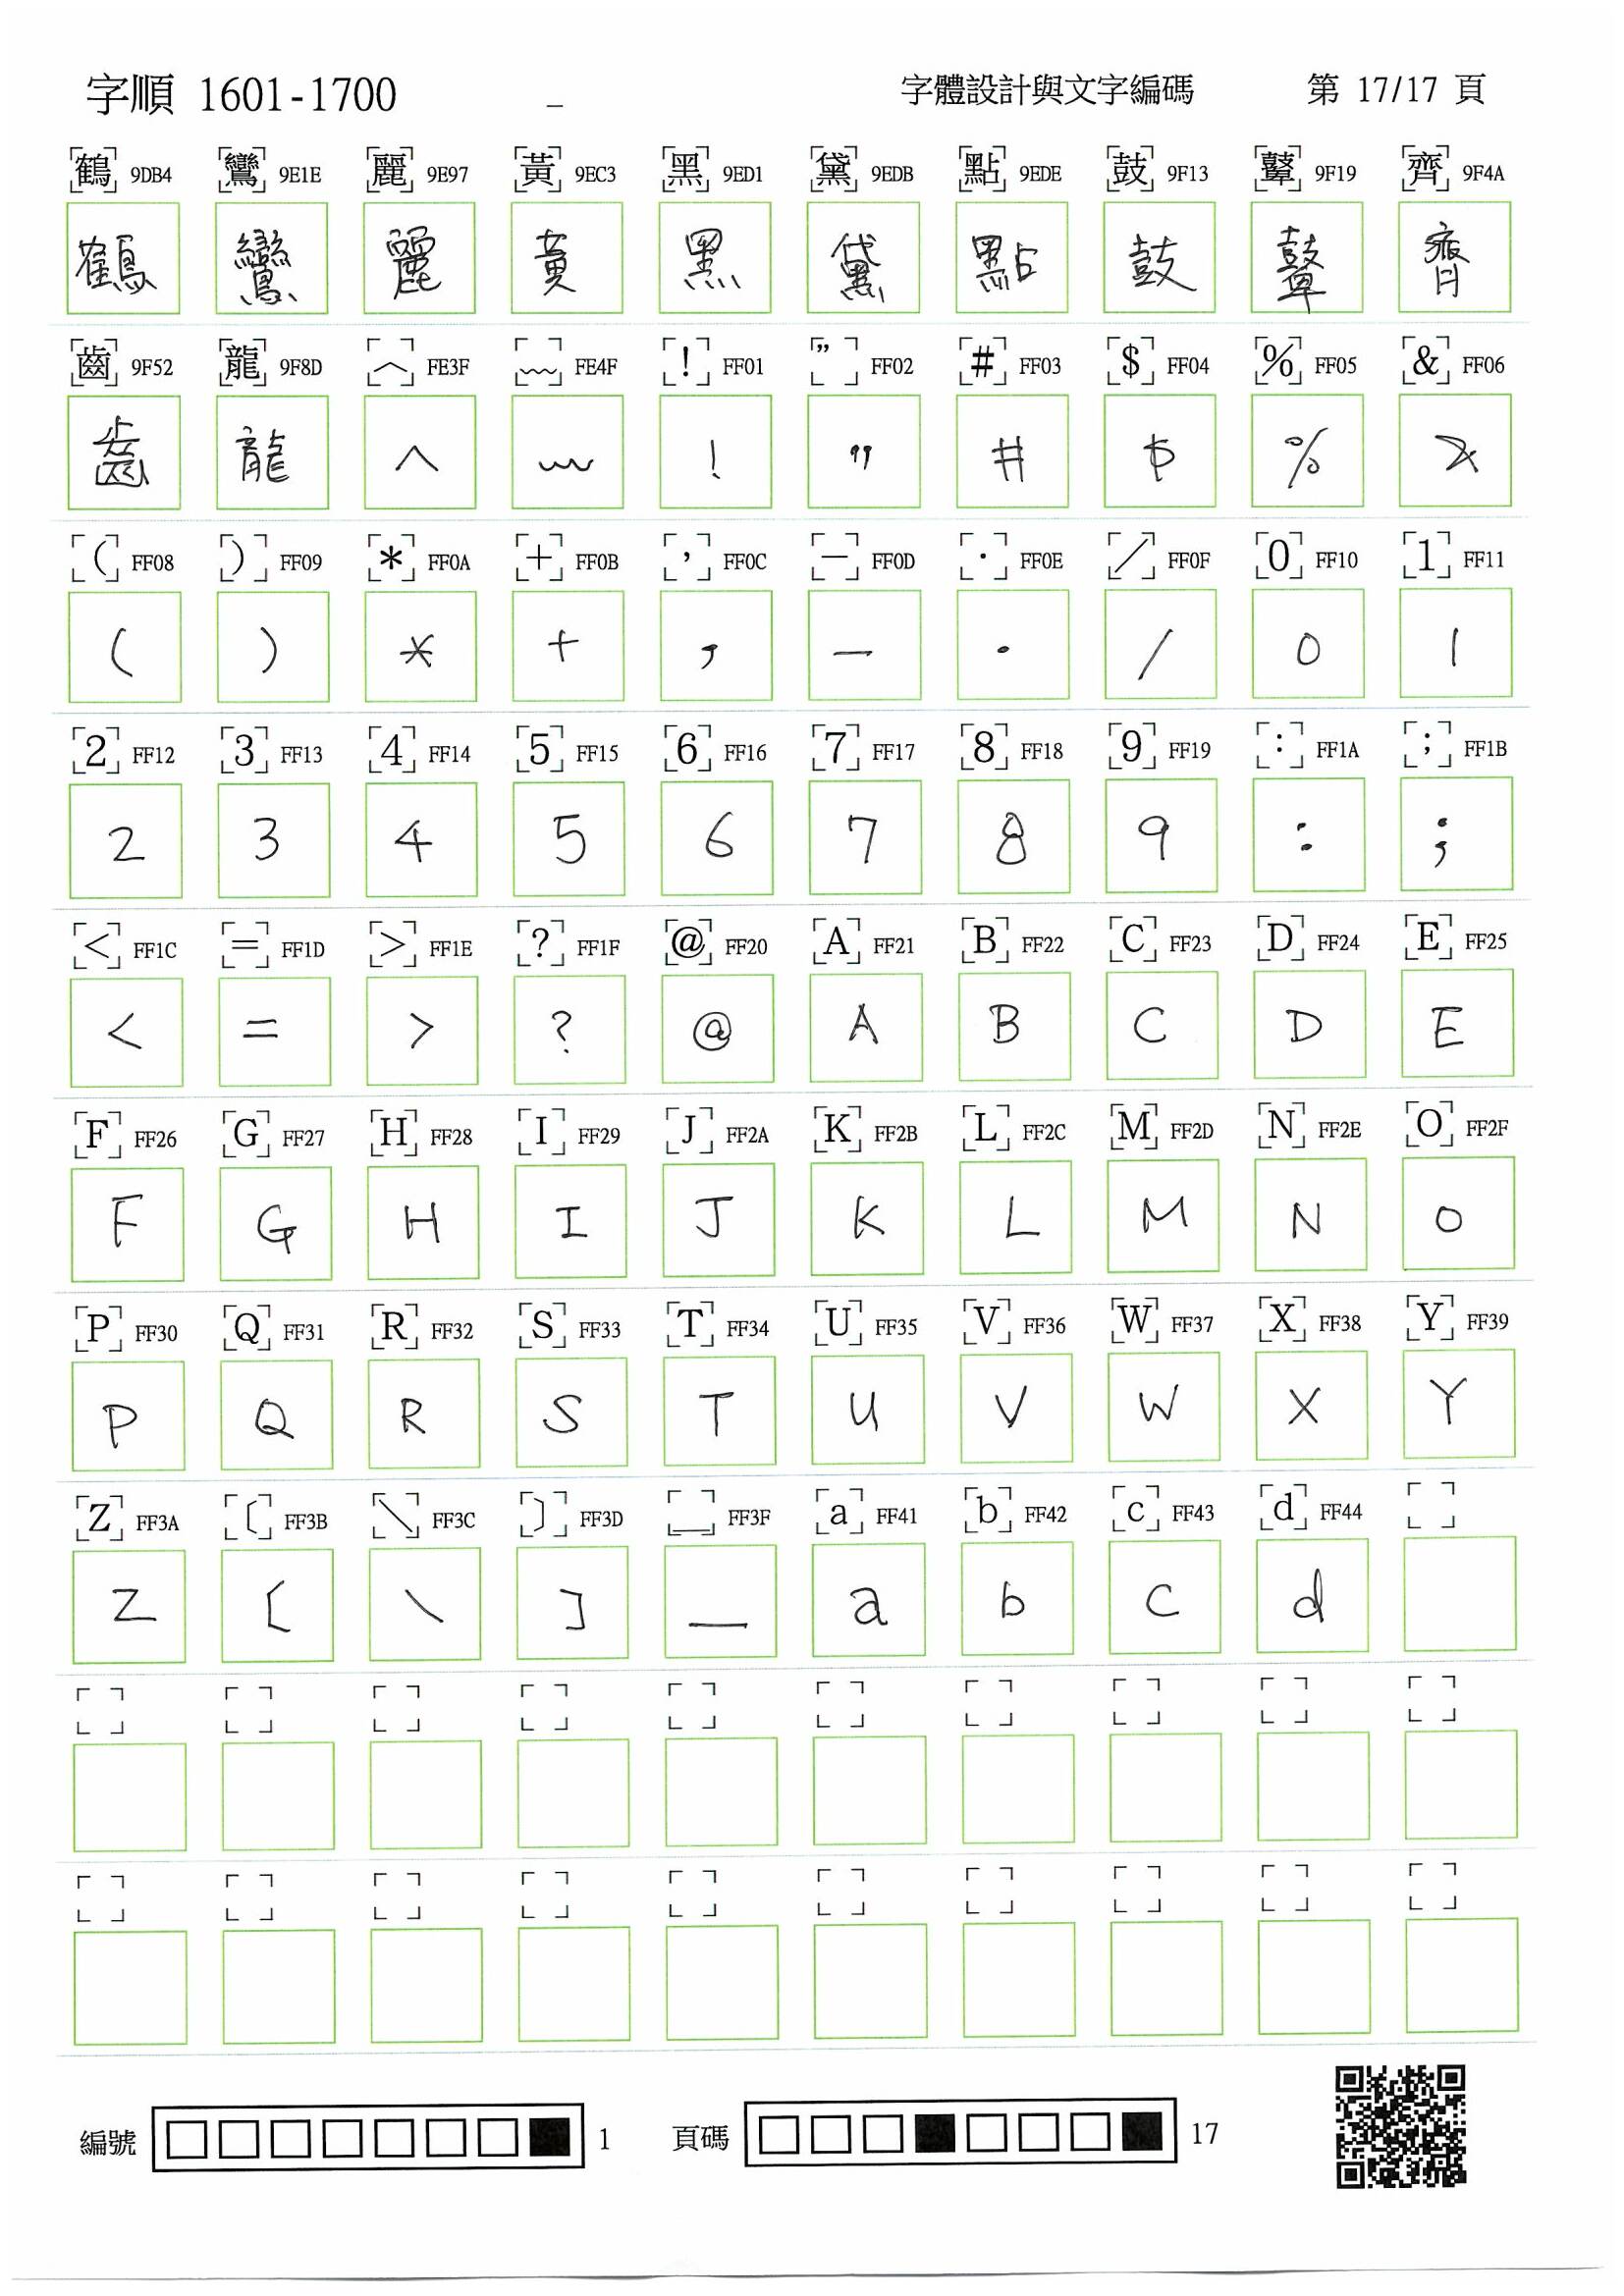 字順 1601-1700 _ 字體設計與文字編碼 第 17/17 頁
鶴 9DB4 鸞 9E1E 麗 9E97 黃 9EC3 黑 9ED1 黛 9EDB 點 9EDE 鼓 9F13 鼙 9F19 齊 9F4A
鶴 鸞 麗 黃 黑 黛 點 鼓 鼙 齊
齒 9F52 龍 9F8D ︿ FE3F ﹏ FE4F ! FF01 " FF02 # FF03 $ FF04 % FF05 & FF06
齒 龍 ︿ ﹏ ! " # $ % &
( FF08 ) FF09 * FF0A + FF0B , FF0C - FF0D . FF0E / FF0F 0 FF10 1 FF11
( ) * + , - . / 0 1
2 FF12 3 FF13 4 FF14 5 FF15 6 FF16 7 FF17 8 FF18 9 FF19 : FF1A ; FF1B
2 3 4 5 6 7 8 9 : ;
< FF1C = FF1D > FF1E ? FF1F @ FF20 A FF21 B FF22 C FF23 D FF24 E FF25
< = > ? @ A B C D E
F FF26 G FF27 H FF28 I FF29 J FF2A K FF2B L FF2C M FF2D N FF2E O FF2F
F G H I J K L M N O
P FF30 Q FF31 R FF32 S FF33 T FF34 U FF35 V FF36 W FF37 X FF38 Y FF39
P Q R S T U V W X Y
Z FF3A 〔 FF3B \ FF3C 〕 FF3D _ FF3F a FF41 b FF42 c FF43 d FF44
Z [ \ ] _ a b c d
編號 1 頁碼 17